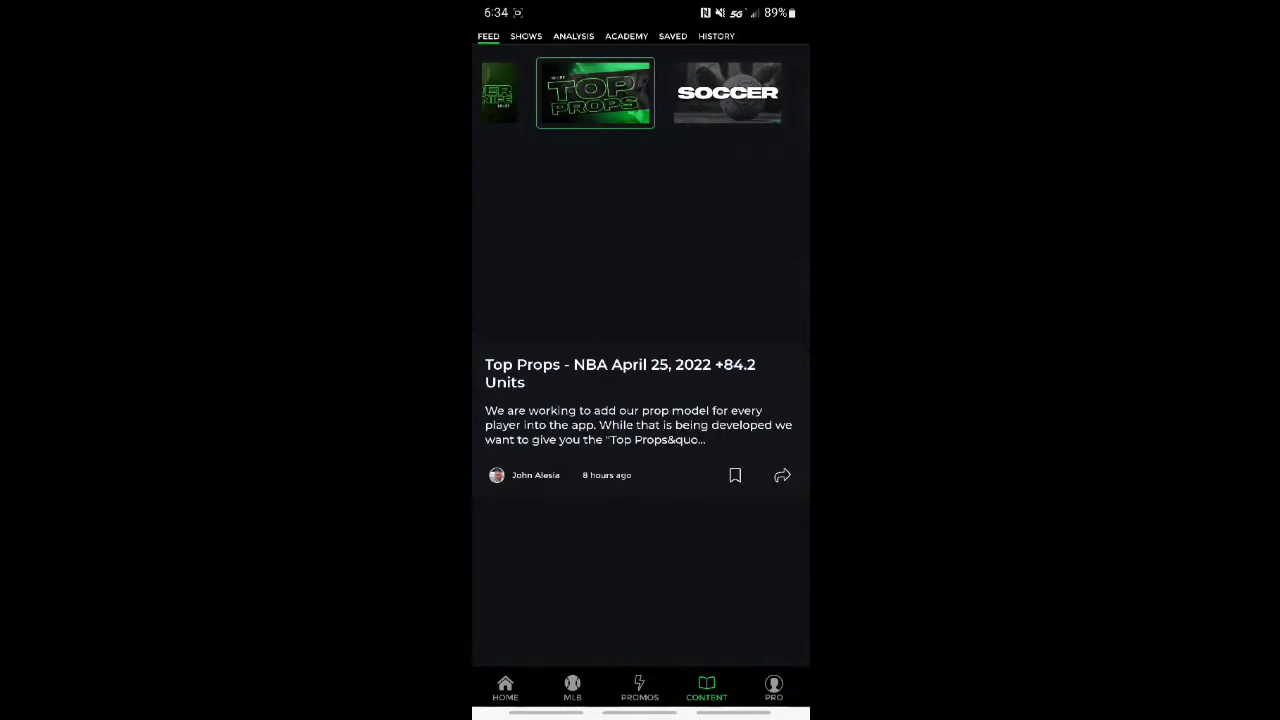 6:34
5G 89%
FEED SHOWS ANALYSIS ACADEMY SAVED HISTORY
TOP
PROPS
SOCCER
Top Props - NBA April 25, 2022 +84.2
Units
We are working to add our prop model for every
player into the app. While that is being developed we
want to give you the "Top Props&quo...
John Alesia 8 hours ago
HOME MLB PROMOS CONTENT PRO